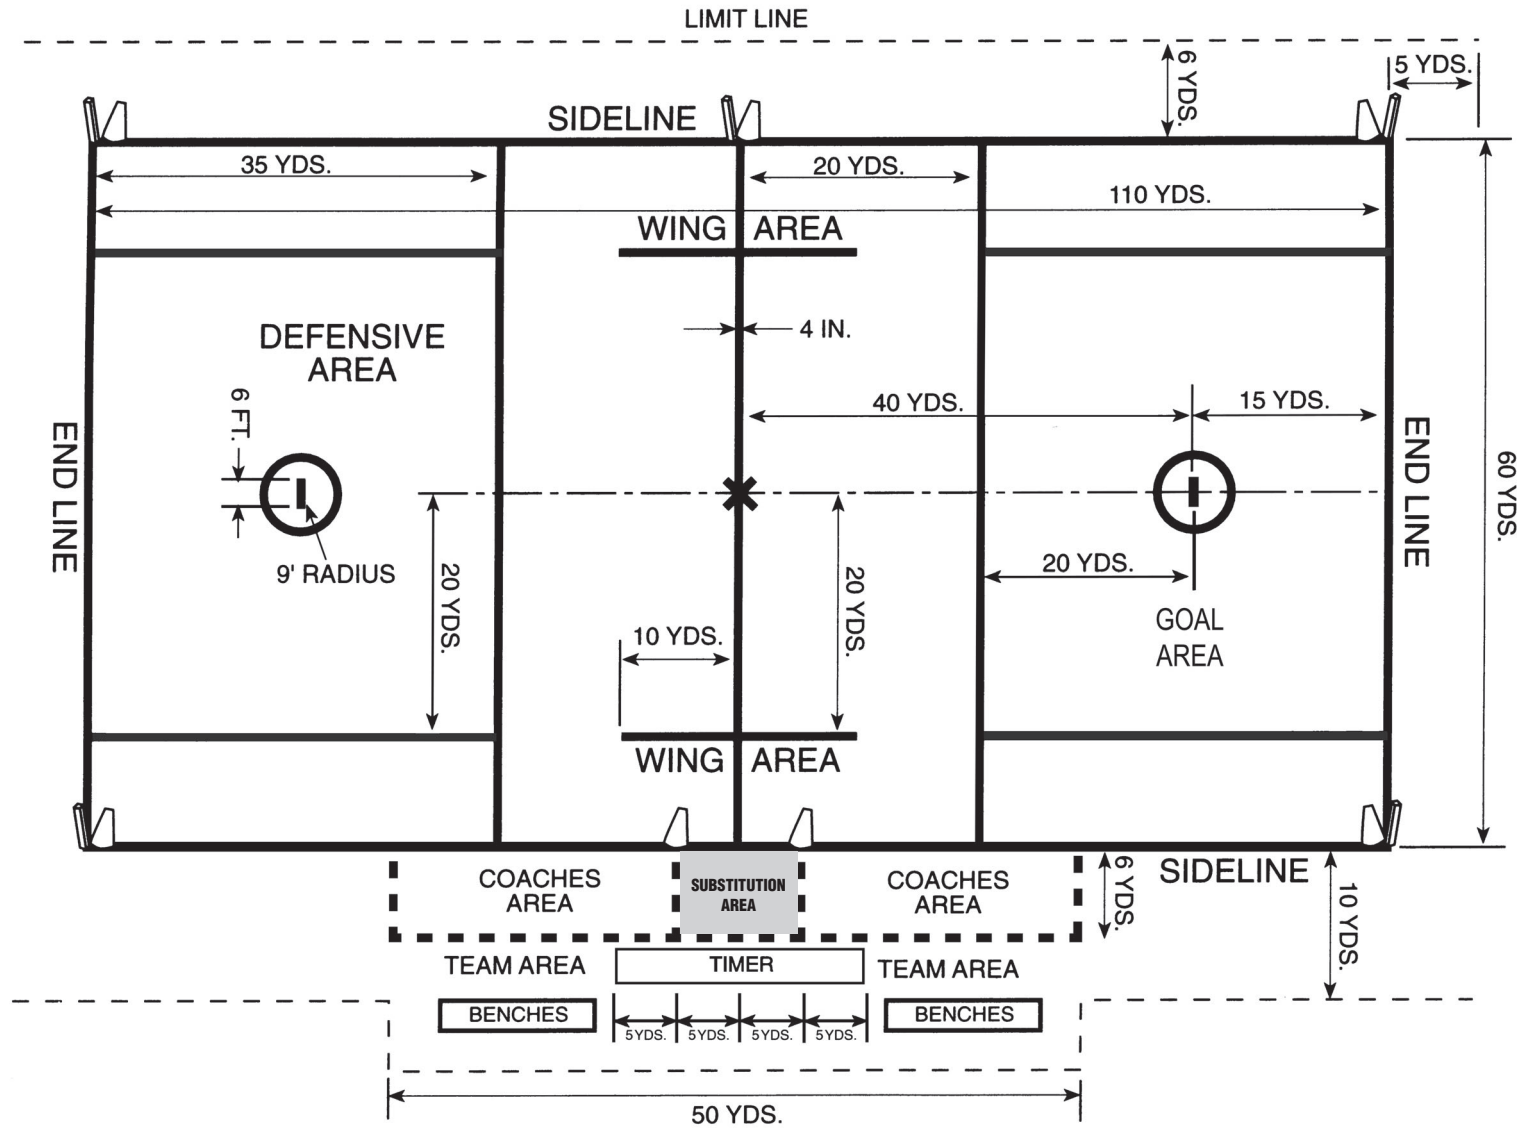 LIMIT LINE
6 YDS.
5 YDS.
SIDELINE
35 YDS.
20 YDS.
110 YDS.
WING AREA
4 IN.
DEFENSIVE
AREA
6 FT.
40 YDS.
15 YDS.
END LINE
END LINE
60 YDS.
9' RADIUS
20 YDS.
20 YDS.
20 YDS.
GOAL
AREA
10 YDS.
WING AREA
SIDELINE
COACHES
AREA
SUBSTITUTION
AREA
COACHES
AREA
6 YDS.
10 YDS.
TEAM AREA
TIMER
TEAM AREA
BENCHES
BENCHES
5 YDS.
5 YDS.
5 YDS.
5 YDS.
50 YDS.